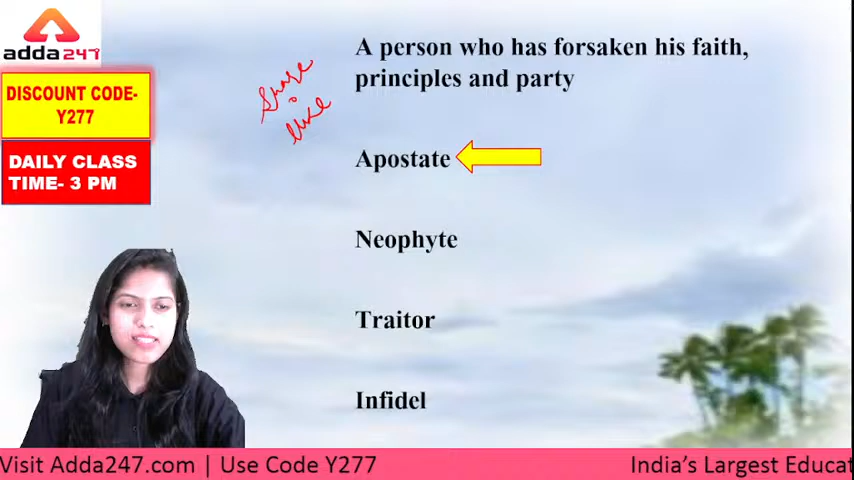 adda247
DISCOUNT CODE-
Y277
DAILY CLASS
TIME- 3 PM
A person who has forsaken his faith,
principles and party
Apostate
Neophyte
Traitor
Infidel
Visit Adda247.com | Use Code Y277
India's Largest Educat